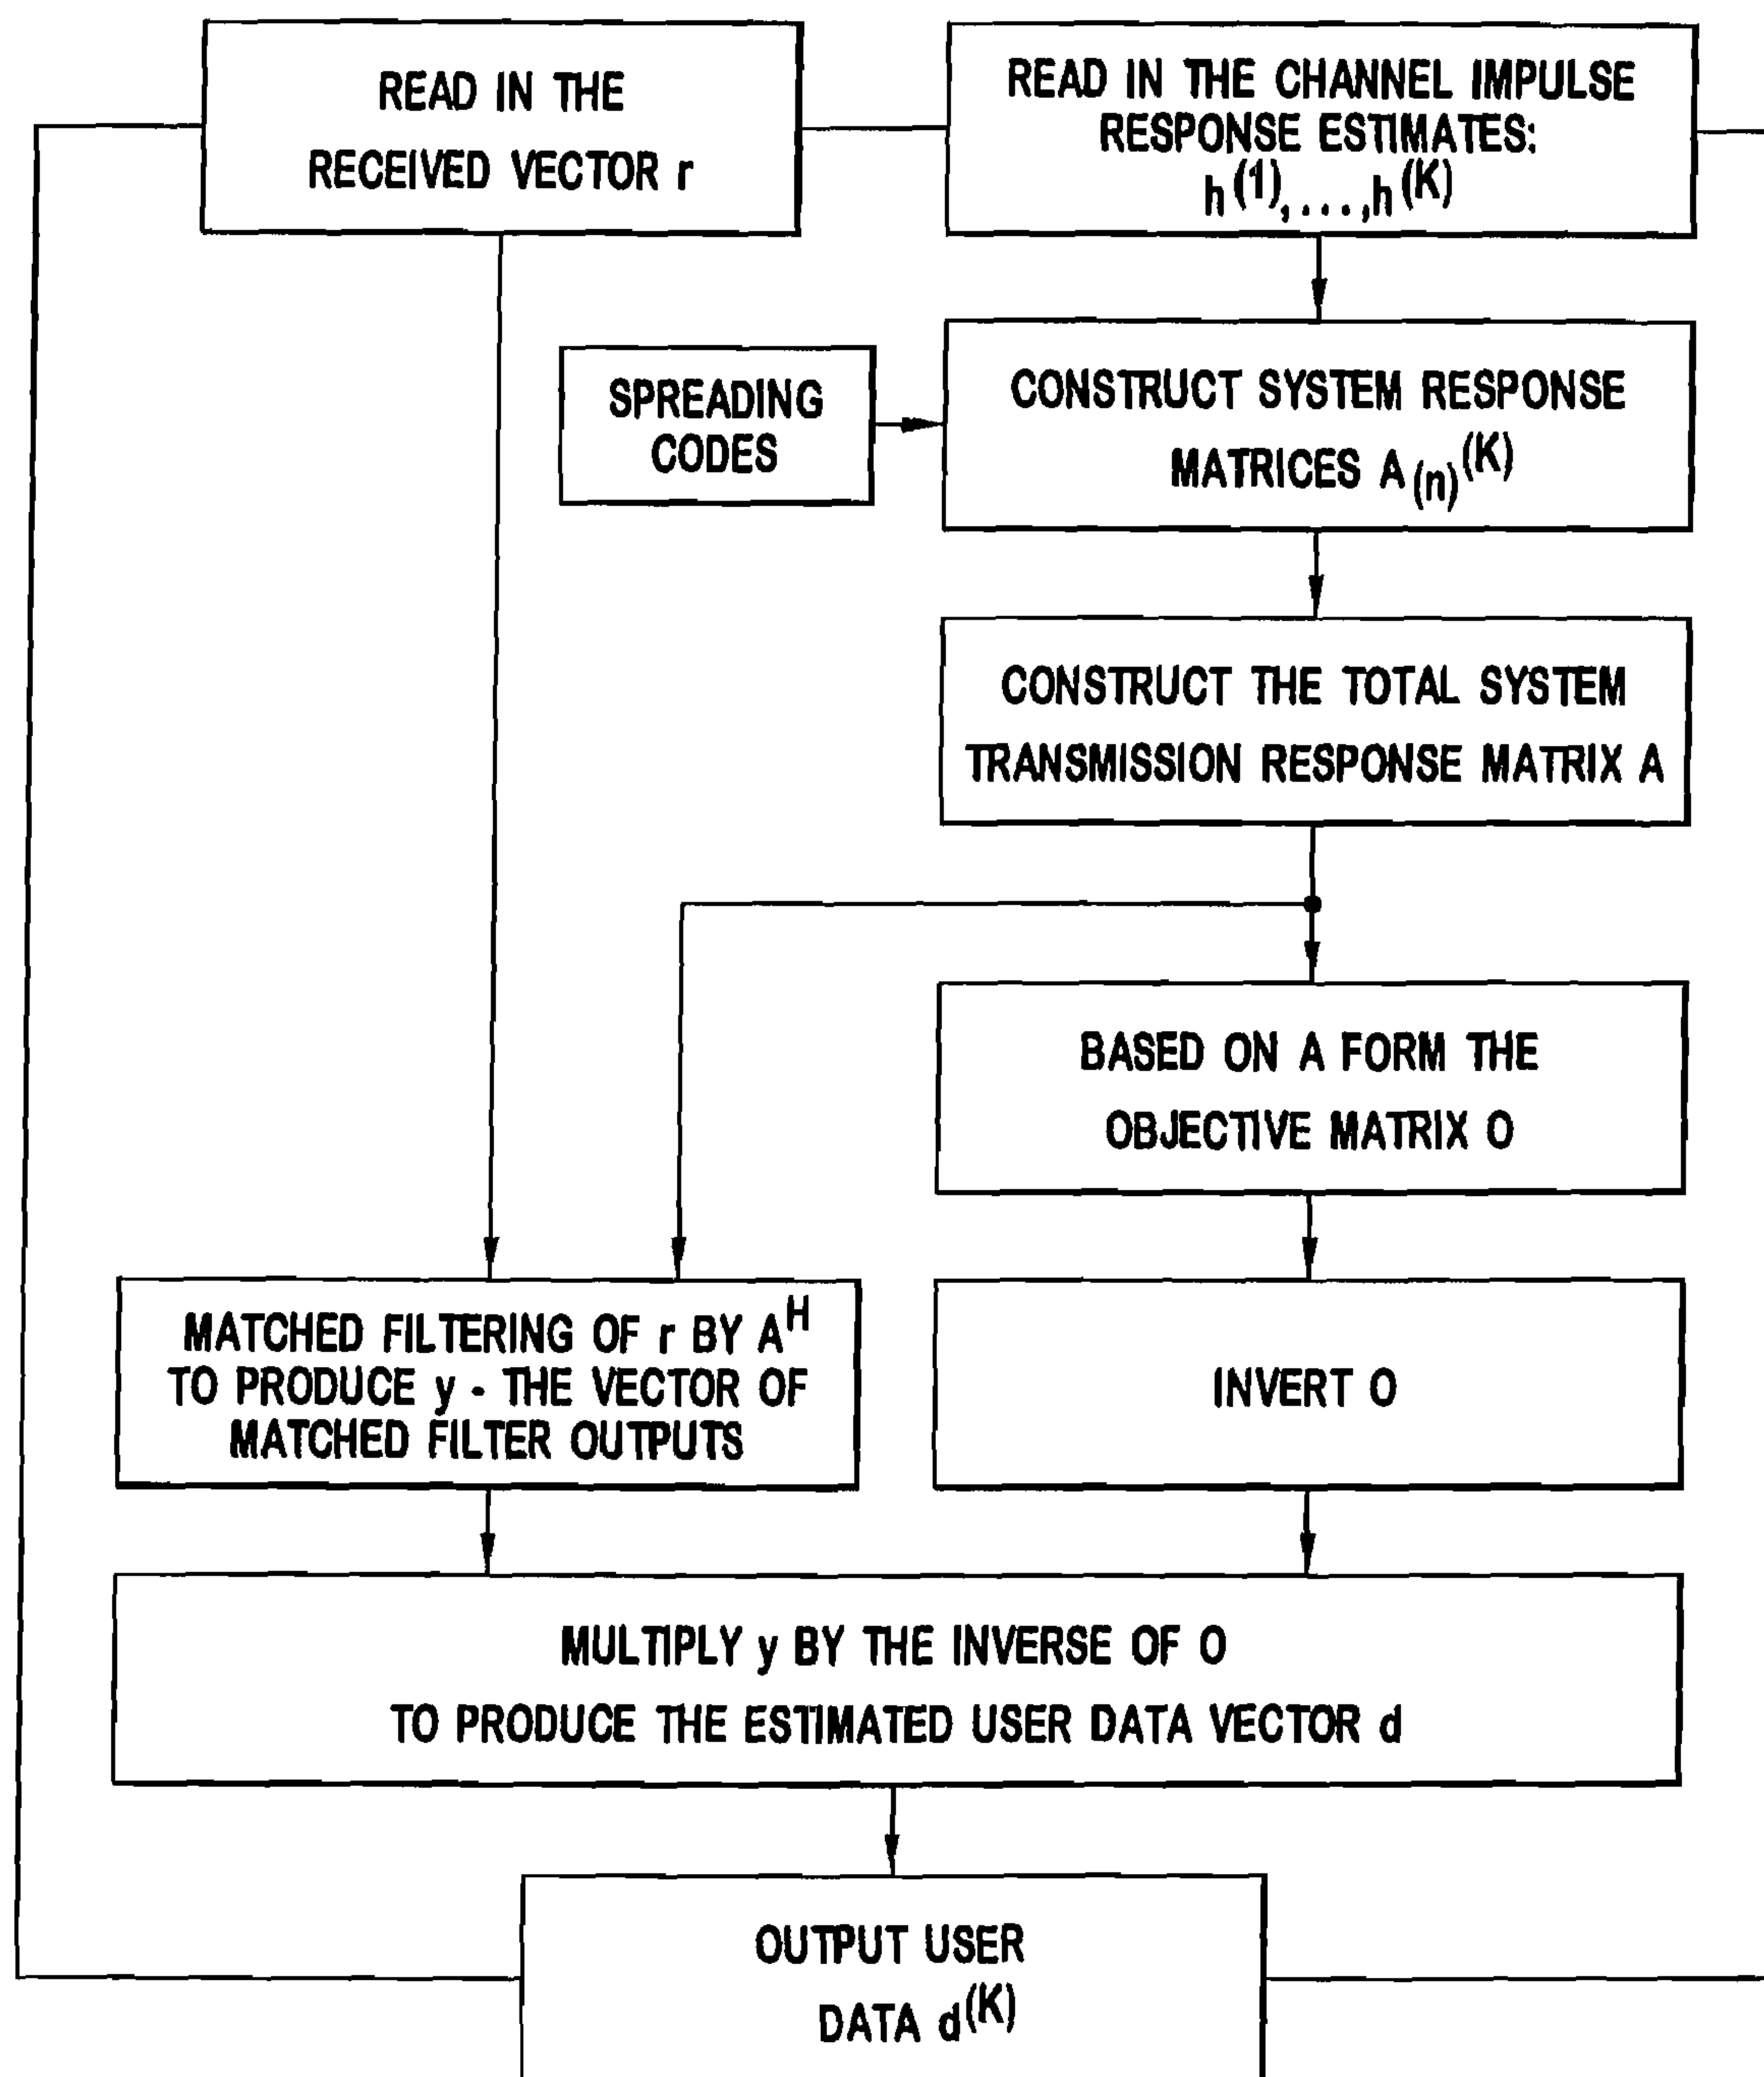 READ IN THE
RECEIVED VECTOR r
READ IN THE CHANNEL IMPULSE
RESPONSE ESTIMATES:
h(1),...,h(K)
SPREADING
CODES
CONSTRUCT SYSTEM RESPONSE
MATRICES A(n)(K)
CONSTRUCT THE TOTAL SYSTEM
TRANSMISSION RESPONSE MATRIX A
BASED ON A FORM THE
OBJECTIVE MATRIX O
MATCHED FILTERING OF r BY AH
TO PRODUCE y - THE VECTOR OF
MATCHED FILTER OUTPUTS
INVERT O
MULTIPLY y BY THE INVERSE OF O
TO PRODUCE THE ESTIMATED USER DATA VECTOR d
OUTPUT USER
DATA d(K)